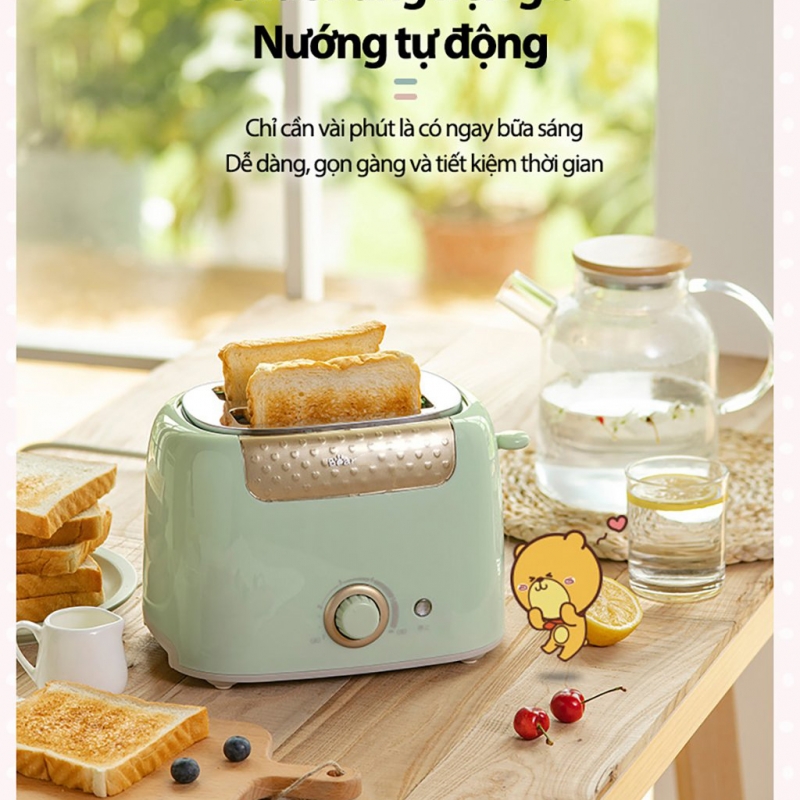 Nướng tự động
Chỉ cần vài phút là có ngay bữa sáng
Dễ dàng, gọn gàng và tiết kiệm thời gian
Bear